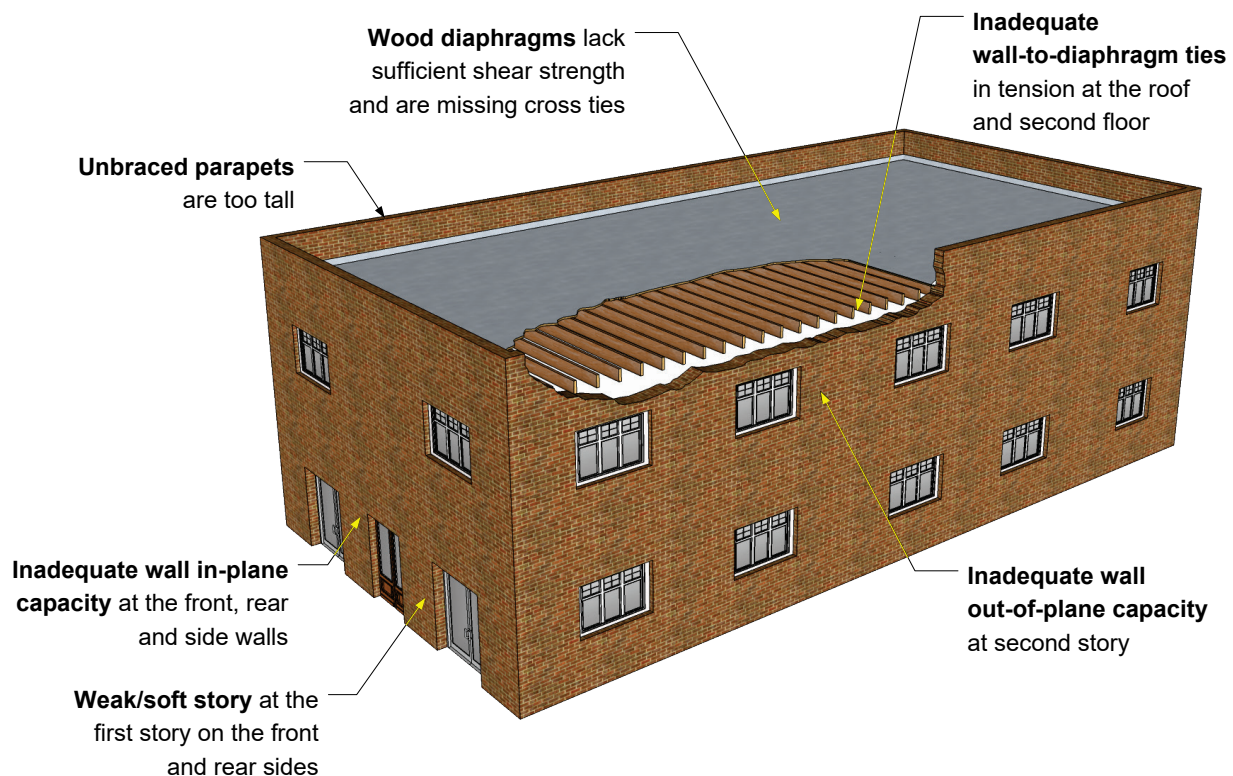 Wood diaphragms lack
sufficient shear strength
and are missing cross ties
Inadequate
wall-to-diaphragm ties
in tension at the roof
and second floor
Unbraced parapets
are too tall
Inadequate wall in-plane
capacity at the front, rear
and side walls
Inadequate wall
out-of-plane capacity
at second story
Weak/soft story at the
first story on the front
and rear sides